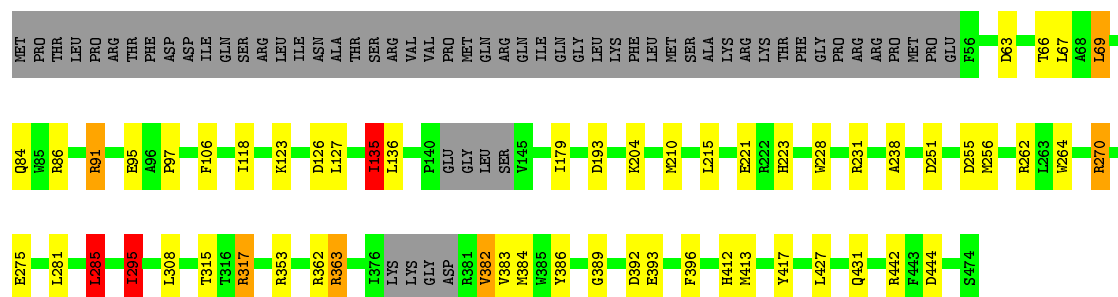 MET PRO THR LEU PRO ARG THR PHE ASP ASP ILE GLN SER ARG LEU ILE ASN ALA THR SER ARG VAL VAL PRO MET GLN ARG GLN ILE GLN GLY LEU LYS PHE LEU MET SER ALA LYS ARG LYS THR PHE GLY PRO ARG ARG PRO MET PRO GLU F56 D63 T66 L67 A68 L69
Q84 W85 R86 R91 E95 A96 P97 F106 I118 K123 D126 L127 I135 L136 P140 GLU GLY LEU SER V145 I179 D193 K204 M210 L215 E221 R222 H223 W228 R231 A238 D251 D255 M256 R262 L263 W264 R270
E275 L281 L285 I295 L308 T315 T316 R317 R353 R362 R363 I376 LYS LYS GLY ASP R381 V382 V383 M384 W385 Y386 G389 D392 E393 F396 H412 M413 Y417 L427 Q431 R442 F443 D444 S474